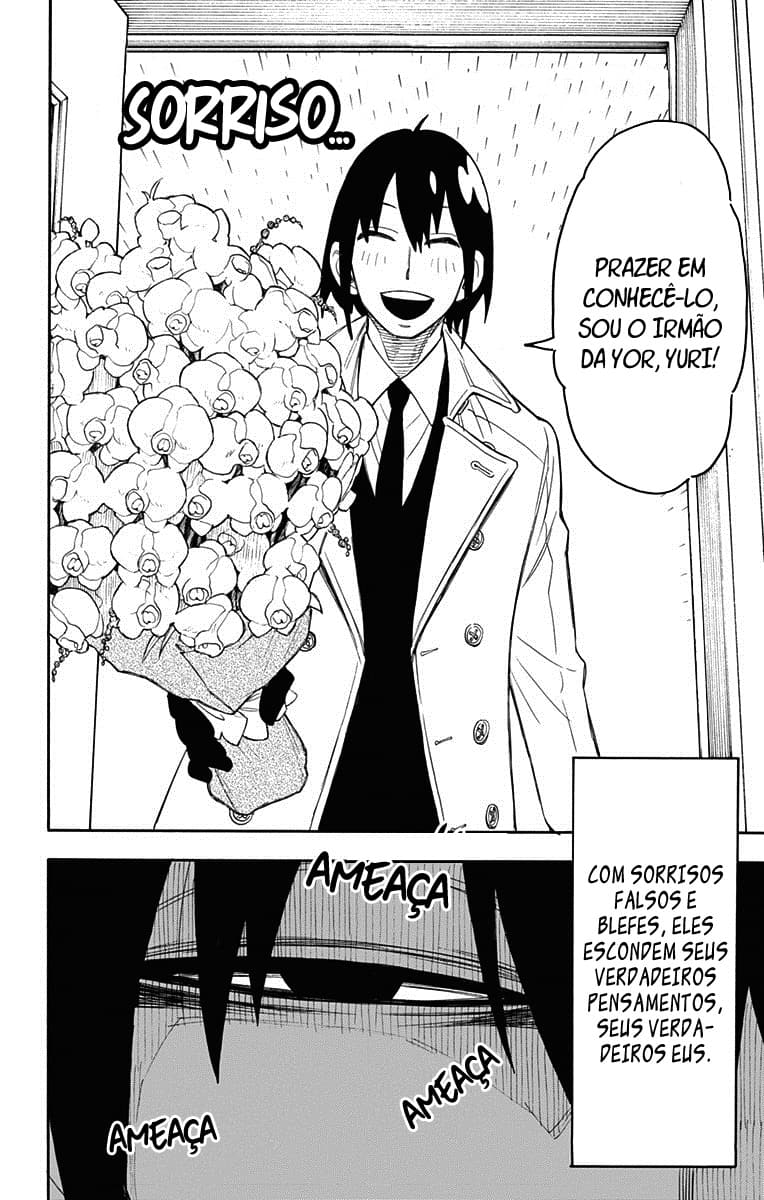 SORRISO...
PRAZER EM
CONHECÊ-LO,
SOU O IRMÃO
DA YOR, YURI!
AMEAÇA
COM SORRISOS
FALSOS E
BLEFES, ELES
ESCONDEM SEUS
VERDADEIROS
PENSAMENTOS,
SEUS VERDA-
DEIROS EUS.
AMEAÇA
AMEAÇA